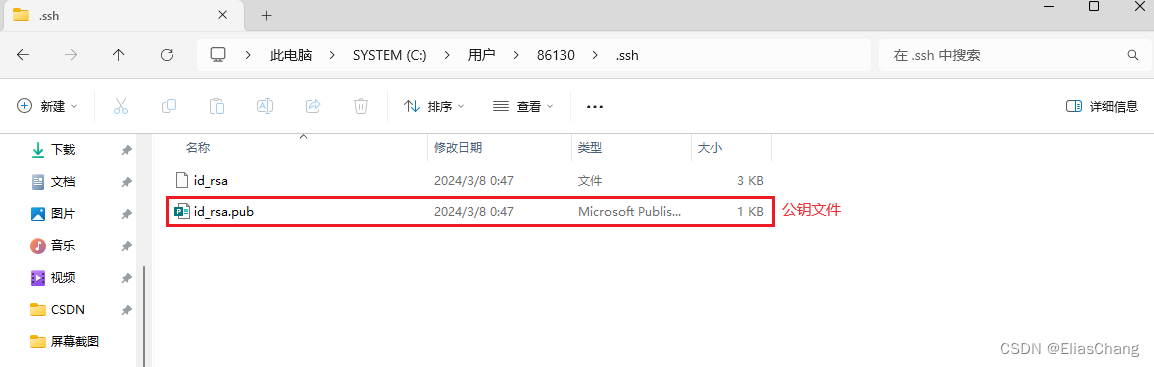 .ssh
此电脑 > SYSTEM (C:) > 用户 > 86130 > .ssh
在 .ssh 中搜索
新建 排序 查看 ... 详细信息
名称 修改日期 类型 大小
下载
文档
图片
音乐
视频
CSDN
屏幕截图
id_rsa 2024/3/8 0:47 文件 3 KB
id_rsa.pub 2024/3/8 0:47 Microsoft Publis... 1 KB 公钥文件
CSDN @EliasChang